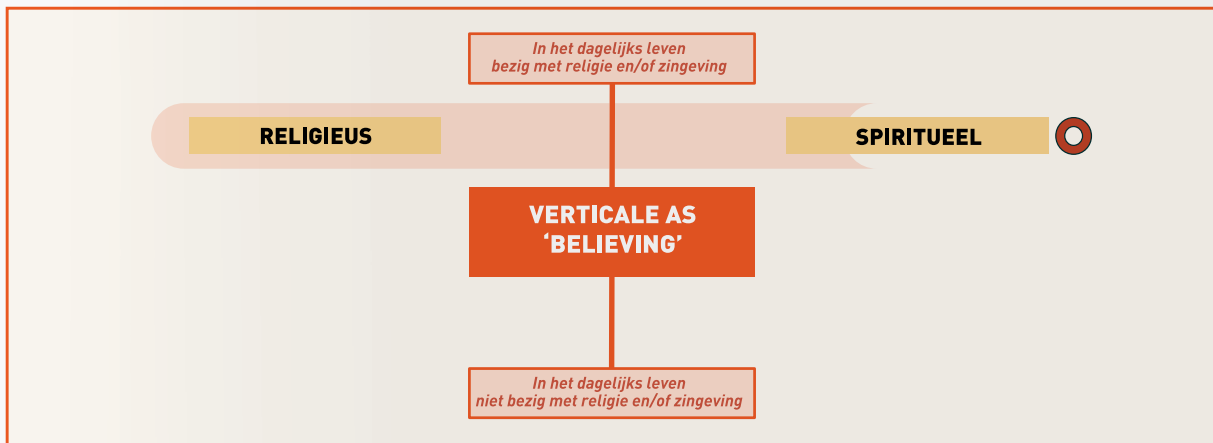 In het dagelijks leven
bezig met religie en/of zingeving
RELIGIEUS
SPIRITUEEL
VERTICALE AS
‘BELIEVING’
In het dagelijks leven
niet bezig met religie en/of zingeving